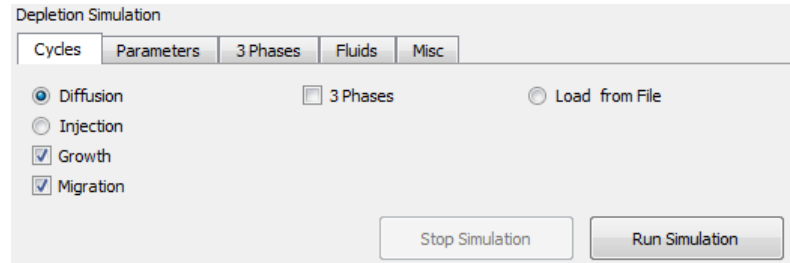 Depletion Simulation
Cycles Parameters 3 Phases Fluids Misc
Diffusion 3 Phases Load from File
Injection
Growth
Migration
Stop Simulation Run Simulation